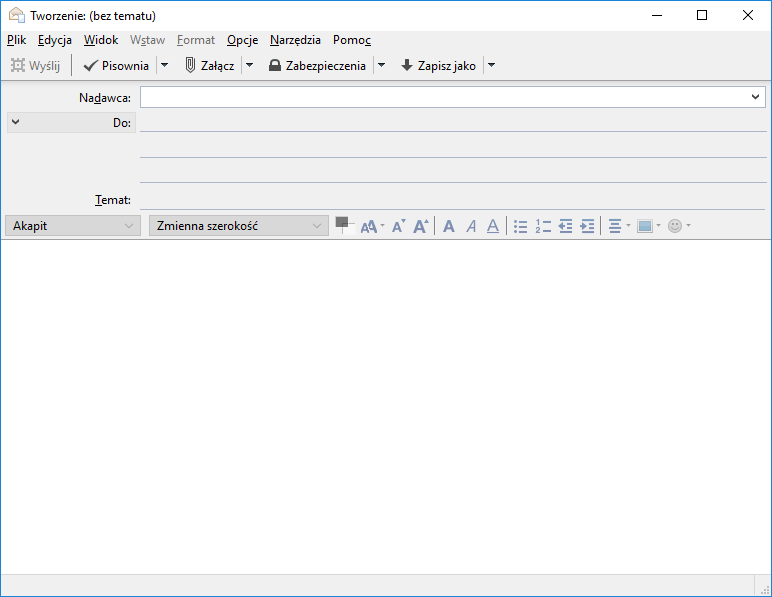 Tworzenie: (bez tematu)
Plik Edycja Widok Wstaw Format Opcje Narzędzia Pomoc
Wyślij Pisownia Załącz Zabezpieczenia Zapisz jako
Nadawca:
Do:
Temat:
Akapit Zmienna szerokość